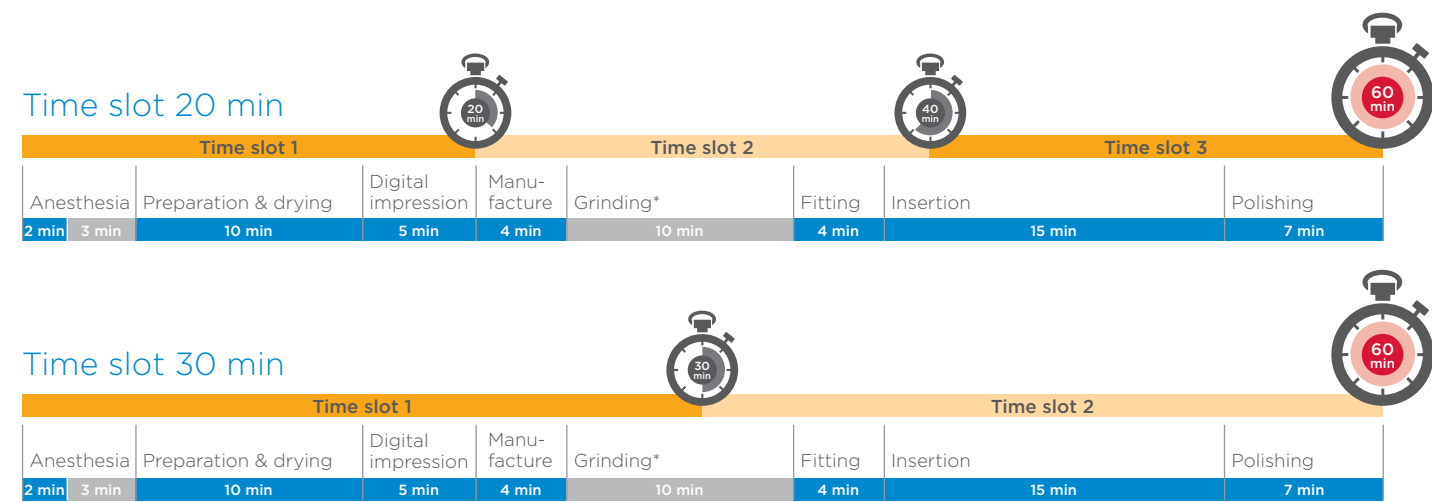 Time slot 20 min
20
min
40
min
60
min
Time slot 1 Time slot 2 Time slot 3
Anesthesia Preparation & drying Digital impression Manu-facture Grinding* Fitting Insertion Polishing
2 min 3 min 10 min 5 min 4 min 10 min 4 min 15 min 7 min
Time slot 30 min
30
min
60
min
Time slot 1 Time slot 2
Anesthesia Preparation & drying Digital impression Manu-facture Grinding* Fitting Insertion Polishing
2 min 3 min 10 min 5 min 4 min 10 min 4 min 15 min 7 min